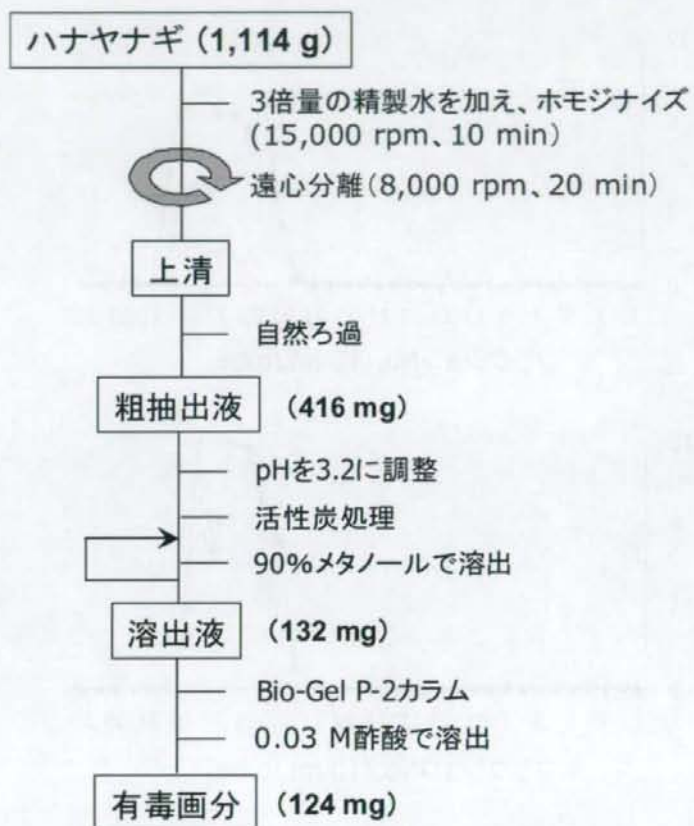 ハナヤナギ (1,114 g)
3倍量の精製水を加え、ホモジナイズ
(15,000 rpm、10 min)
遠心分離(8,000 rpm、20 min)
上清
自然ろ過
粗抽出液 (416 mg)
pHを3.2に調整
活性炭処理
90%メタノールで溶出
溶出液 (132 mg)
Bio-Gel P-2カラム
0.03 M酢酸で溶出
有毒画分 (124 mg)